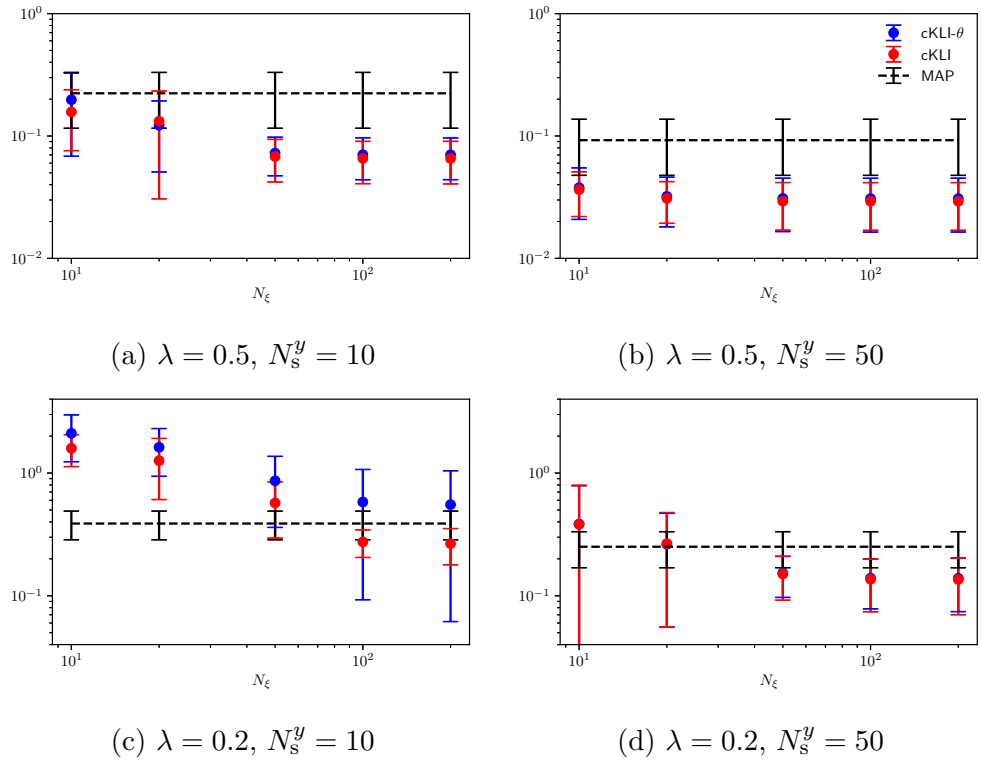 10⁰
10⁻¹
10⁻²
10¹
10²
N_ξ
(a) λ = 0.5, N_s^y = 10
10⁰
10⁻¹
10⁻²
10¹
10²
N_ξ
cKLI-θ
cKLI
MAP
(b) λ = 0.5, N_s^y = 50
10⁰
10⁻¹
10¹
10²
N_ξ
(c) λ = 0.2, N_s^y = 10
10⁰
10⁻¹
10¹
10²
N_ξ
(d) λ = 0.2, N_s^y = 50